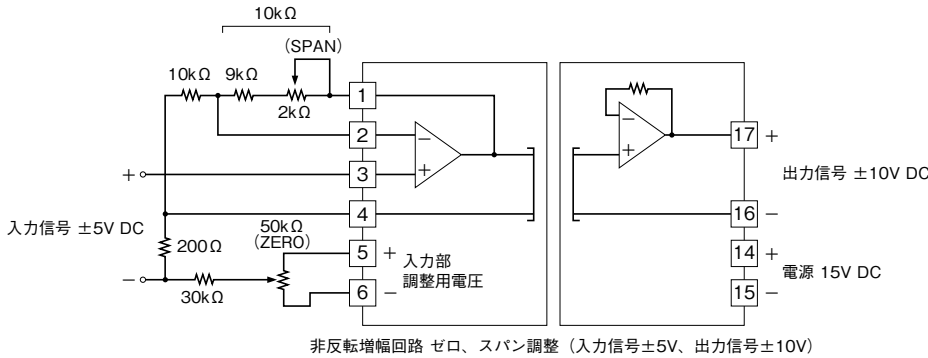 10kΩ
(SPAN)
10kΩ 9kΩ
2kΩ
1
2
3
4
5
6
+
−
+
入力信号 ±5V DC
−
200Ω
50kΩ
(ZERO)
30kΩ
+ 入力部
− 調整用電圧
−
+
17 +
出力信号 ±10V DC
16 −
14 +
電源 15V DC
15 −
非反転増幅回路 ゼロ、スパン調整（入力信号±5V、出力信号±10V）